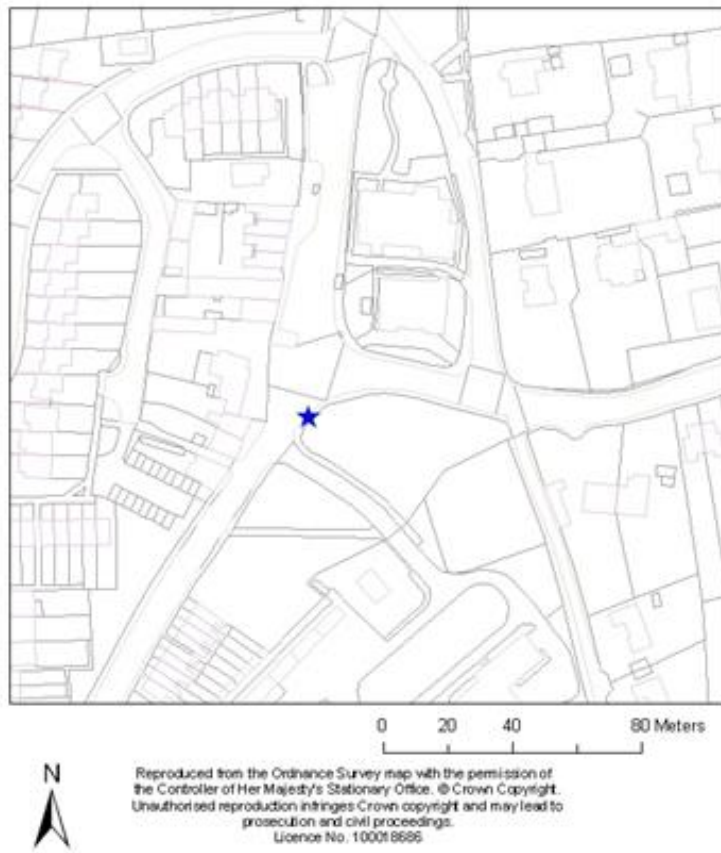 0 20 40 80 Meters
N
Reproduced from the Ordnance Survey map with the permission of
the Controller of Her Majesty's Stationary Office. © Crown Copyright.
Unauthorised reproduction infringes Crown copyright and may lead to
prosecution and civil proceedings.
Licence No. 100018686